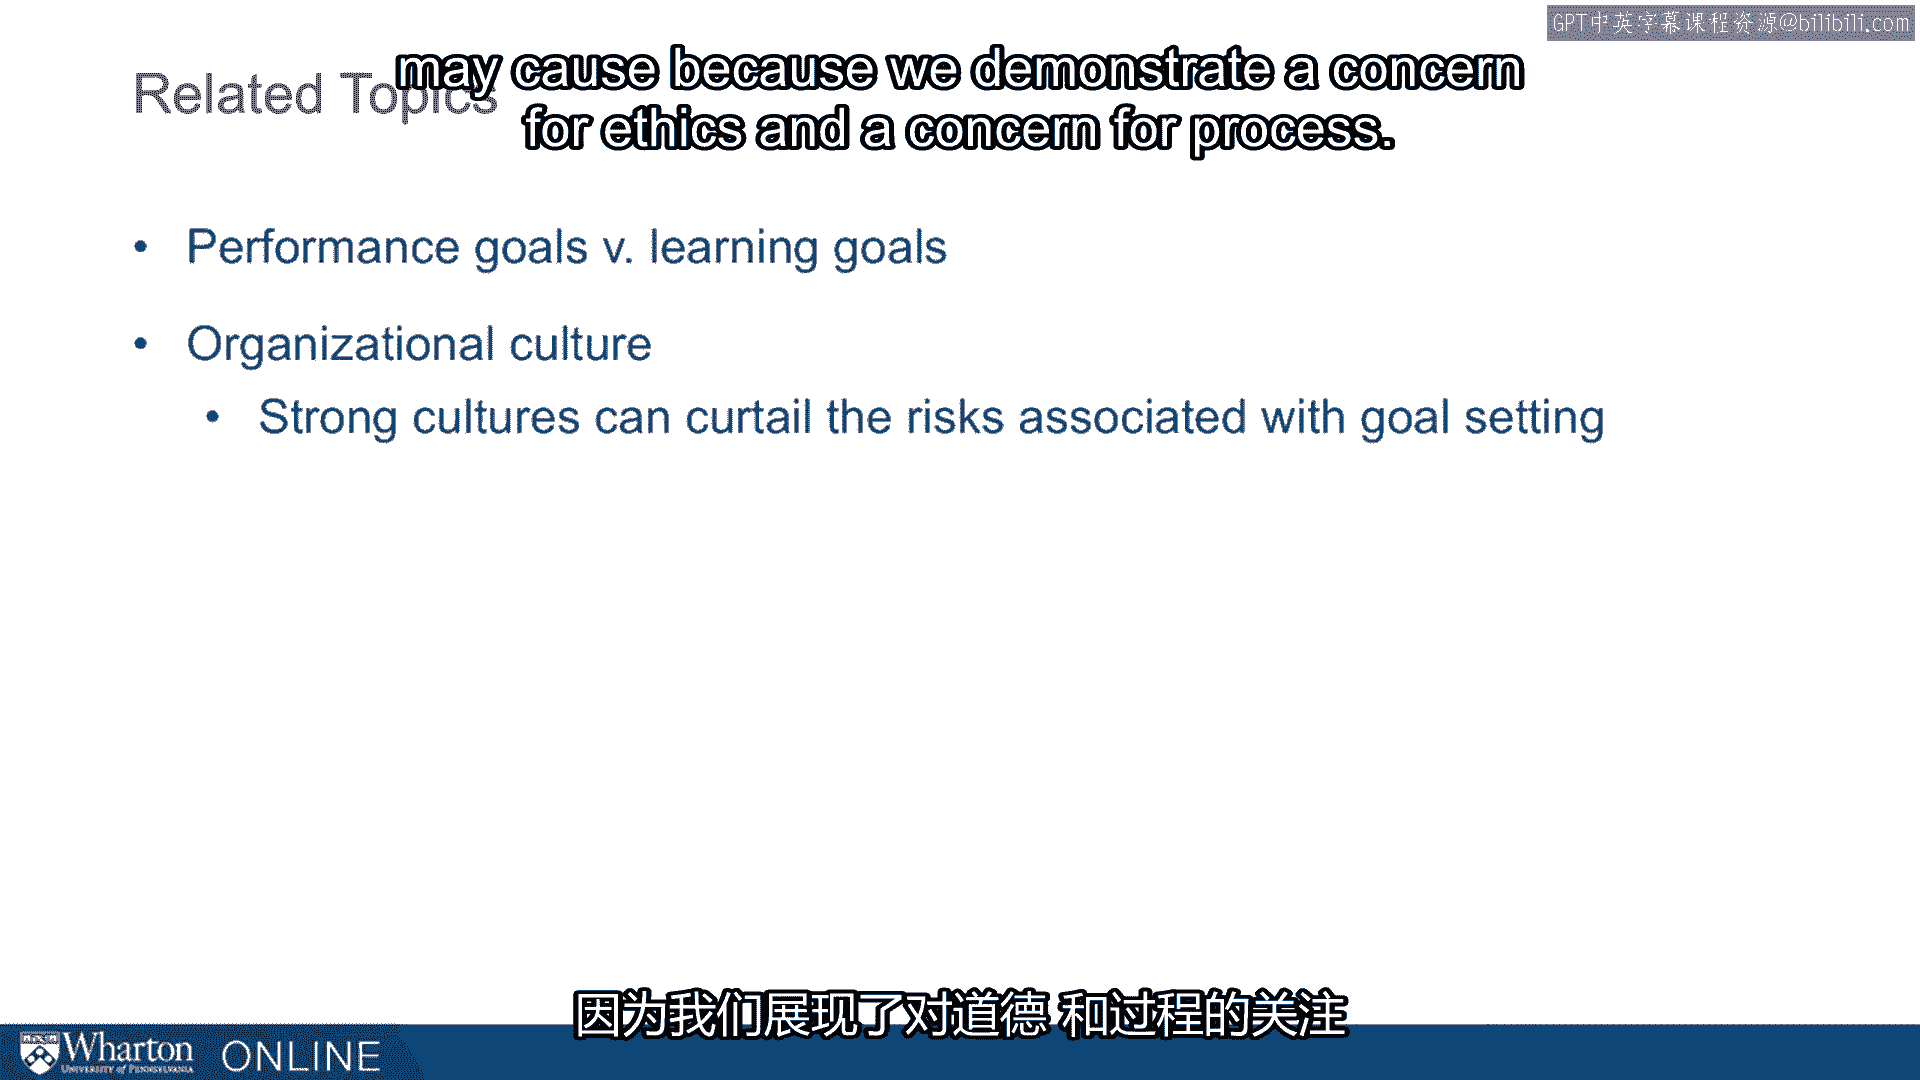 GPT中英字幕课程资源@bilibili.com
Related Topics
may cause because we demonstrate a concern
for ethics and a concern for process.
• Performance goals v. learning goals
• Organizational culture
• Strong cultures can curtail the risks associated with goal setting
因为我们展现了对道德 和过程的关注
Wharton ONLINE
UNIVERSITY of PENNSYLVANIA